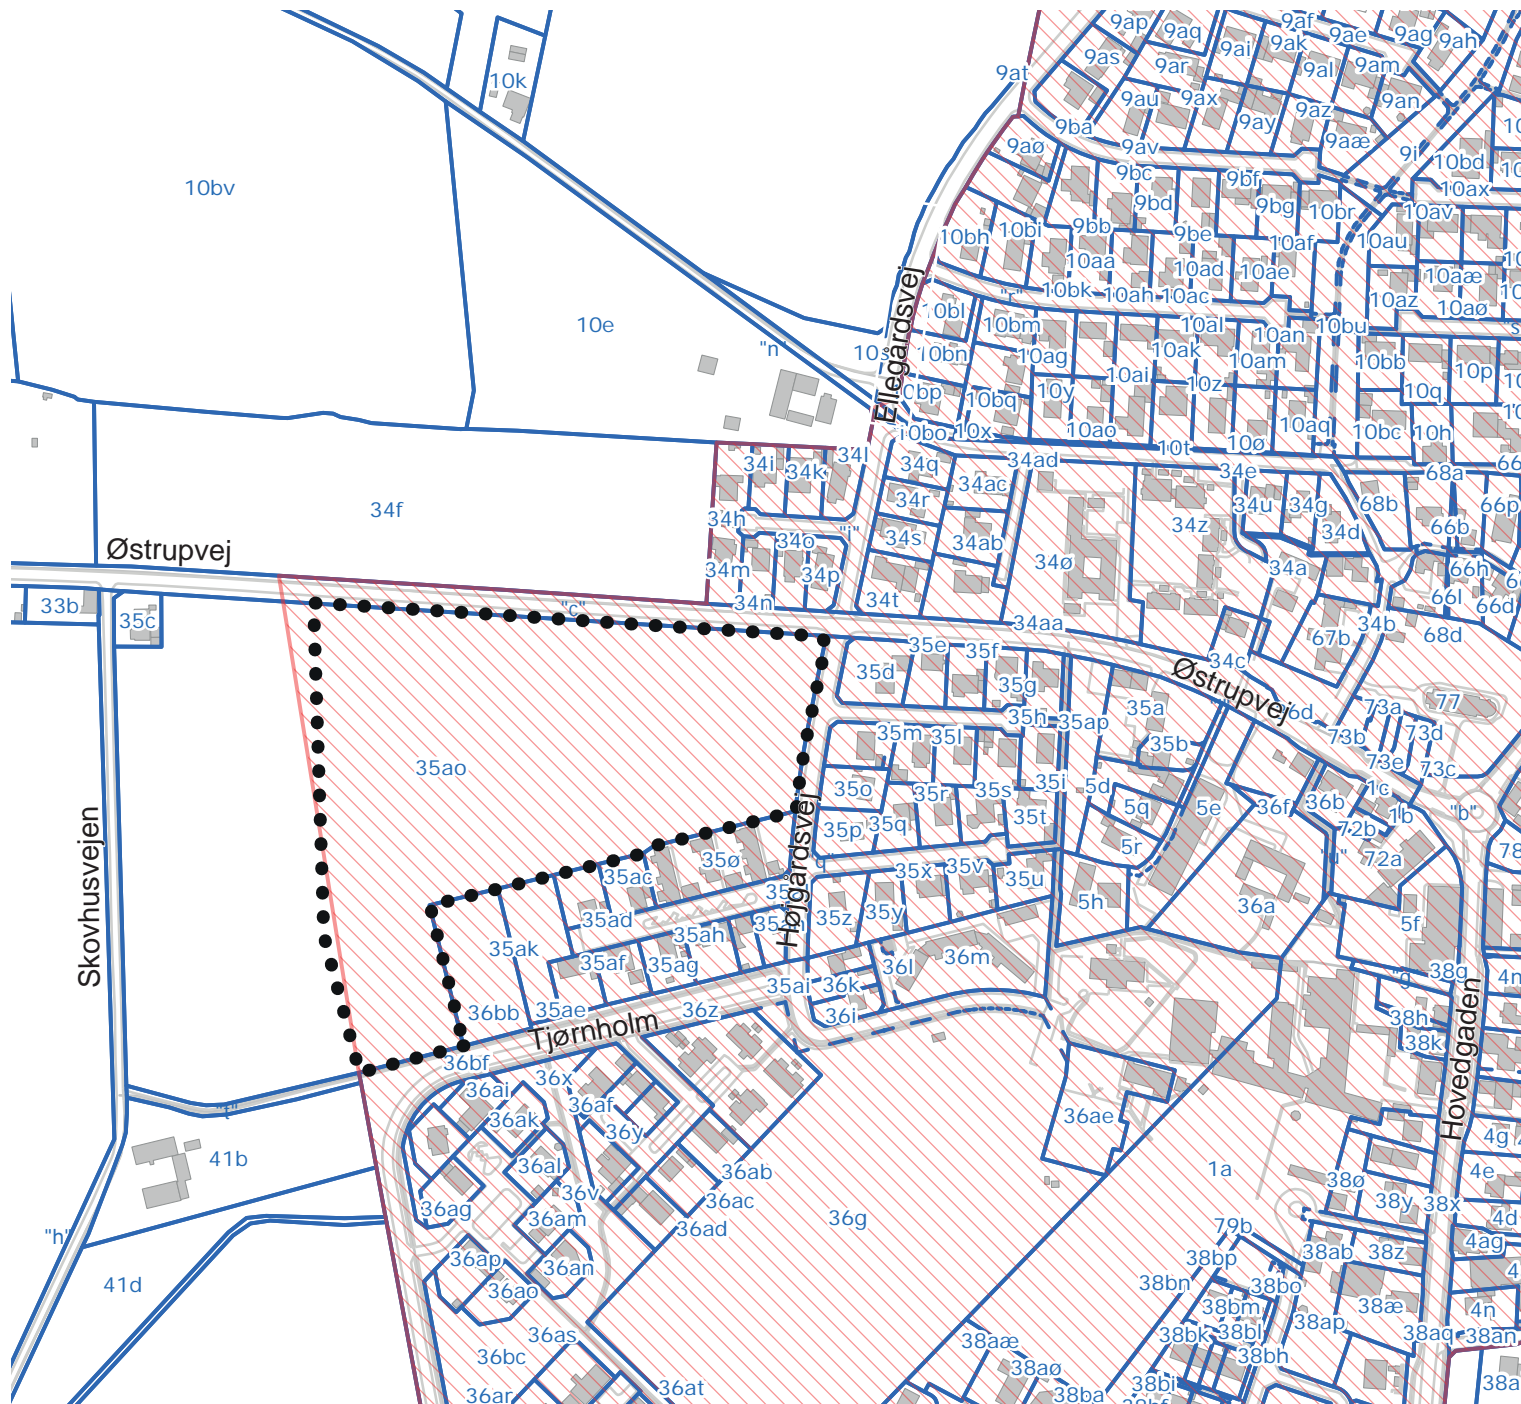 9ap
9aq
9af
9ae
9ag
9ah
9ai
9ak
9as
9ar
9al
9am
9at
10k
9au
9ax
9az
9an
9ay
9ba
9aæ
9aø
9av
9i
10bd
9bc
9bf
10ax
10bv
9bd
9bg
10br
10av
10bh
10bi
9bb
9be
10af
10au
10aa
10ad
10ae
10aæ
"r"
10bk
10ah
10ac
10az
10aø
10bl
10bm
10al
10an
10bu
10e
"n"
10bn
10ag
10ak
10am
10bb
10p
Ellegårdsvej
10ai
10z
10y
10q
10bq
10bo
10x
10ao
10t
10ø
10aq
10bc
10h
34i
34k
34l
34q
34ad
34e
68a
34ac
34r
34u
34g
68b
66p
34f
34h
"i"
34o
34s
34ab
34z
34d
66b
Østrupvej
34m
34p
34ø
34a
66h
33b
35c
"c"
34n
34t
34aa
34b
66l
66d
67b
68d
35e
35f
34c
Østrupvej
35d
35g
35a
77
35h
35ap
73a
35m
35l
35b
73b
73d
35ao
73e
73c
35o
35r
35s
35i
5d
5e
1c
Højgårdsvej
35p
35q
35t
5q
36f
36b
1b
"b"
72b
35ø
5r
"u"
72a
35ac
35x
35v
35u
Skovhusvejen
35ad
35z
35y
5h
36a
5f
35ak
35ah
36m
35af
35ag
36l
"g"
38g
36bb
35ae
36z
35ai
36k
36i
38h
Tjørnholm
38k
36bf
36x
Hovedgaden
36ai
36af
36ae
"t"
36ak
36y
4g
41b
36al
36ab
1a
4e
36v
36ac
38ø
38y
38x
36ag
36am
36ad
36g
79b
4d
"h"
38bp
38ab
38z
4ag
36ap
36an
38bn
38bo
41d
36ao
38bm
38æ
4n
36as
38bk
38bl
38ap
38aq
38an
36bc
38aæ
38bh
36ar
36at
38aø
38bi
38ba